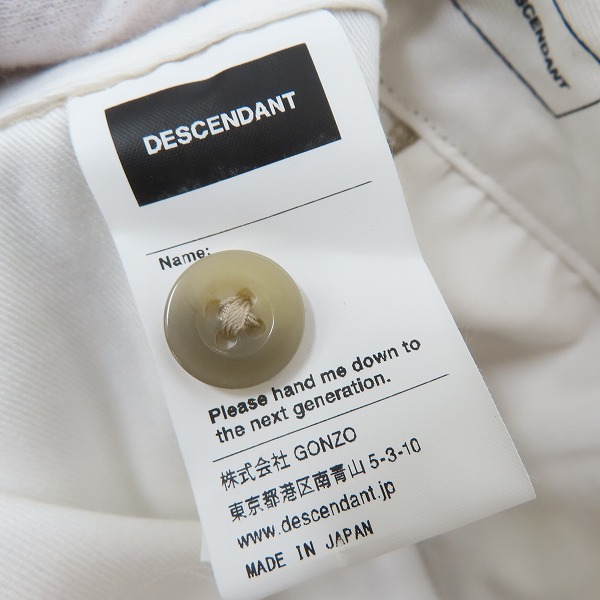 DESCENDANT
DESCENDANT
Name:
Please hand me down to
the next generation.
株式会社 GONZO
東京都港区南青山 5-3-10
www.descendant.jp
MADE IN JAPAN